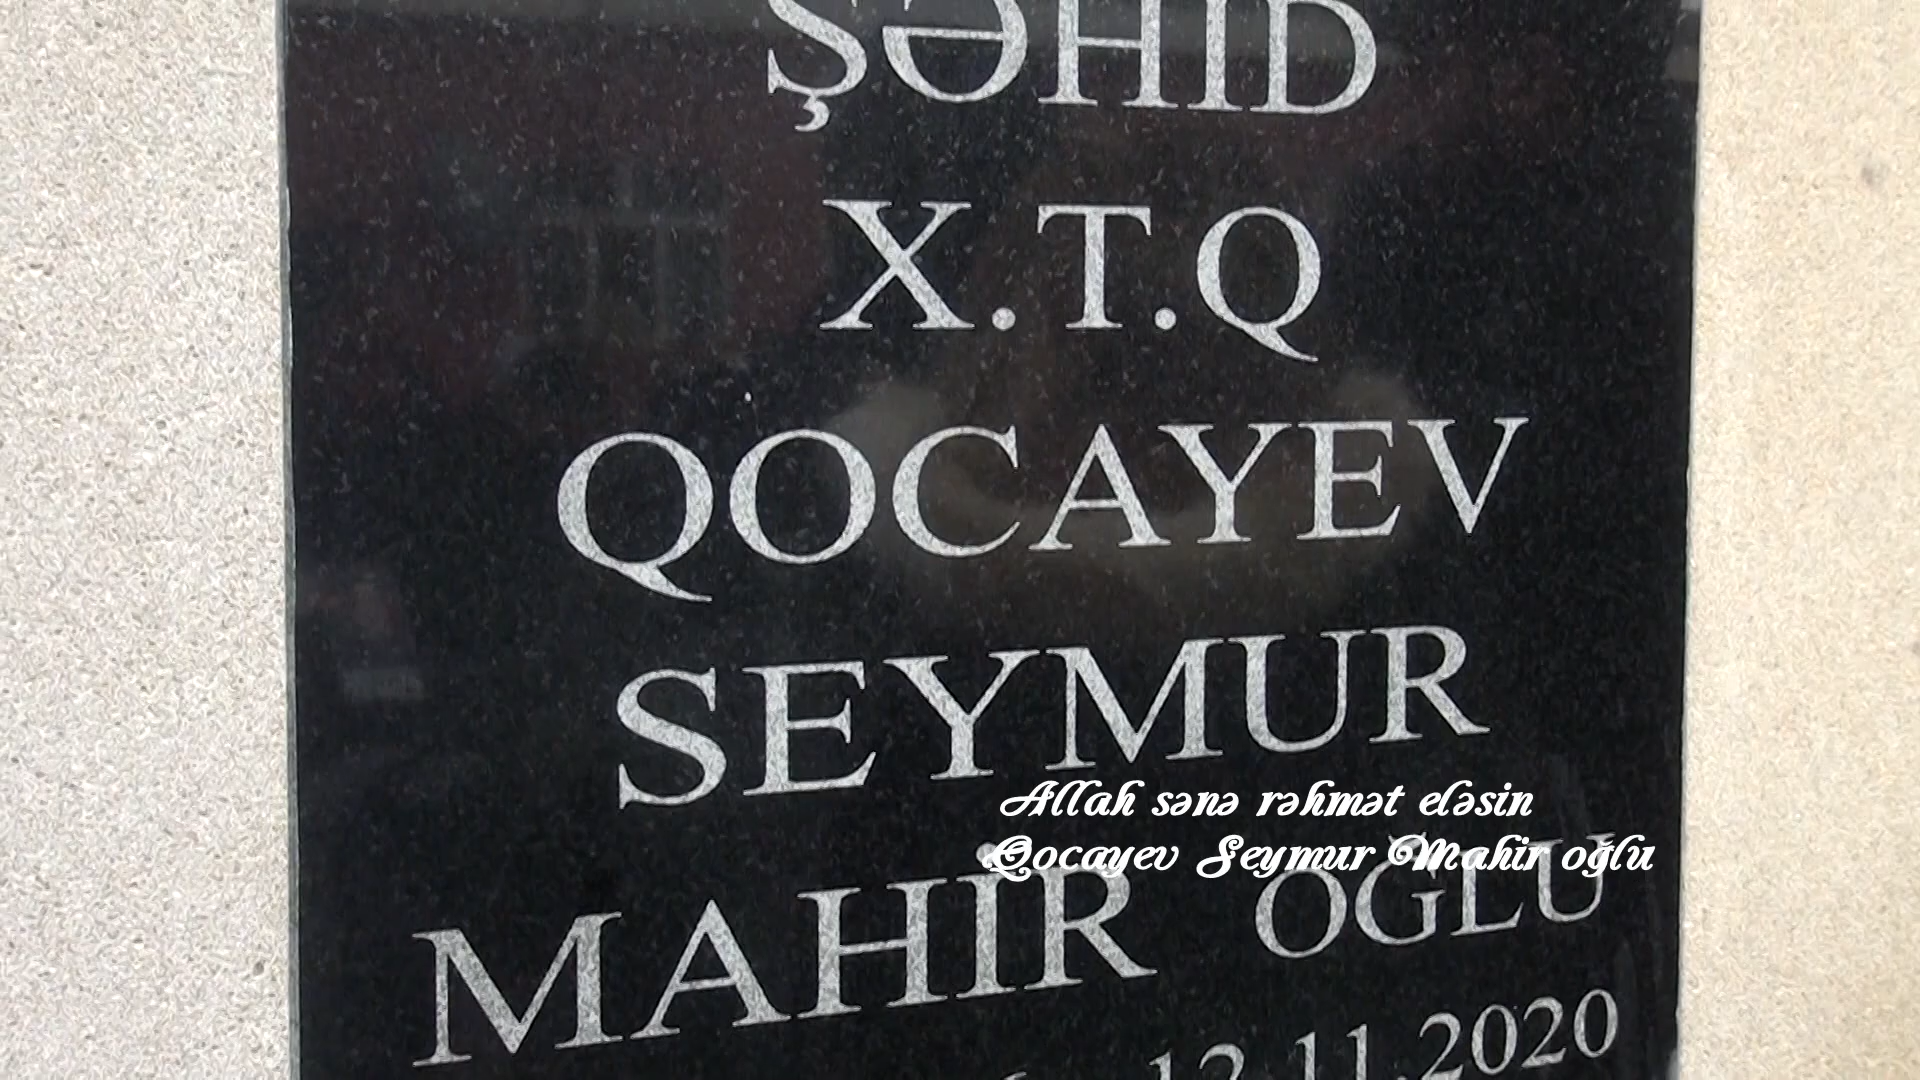 ŞƏHİD
X.T.Q
QOCAYEV
SEYMUR
Allah sənə rəhmət eləsin
Qocayev Seymur Mahir oğlu
MAHİR OĞLU
12.11.2020